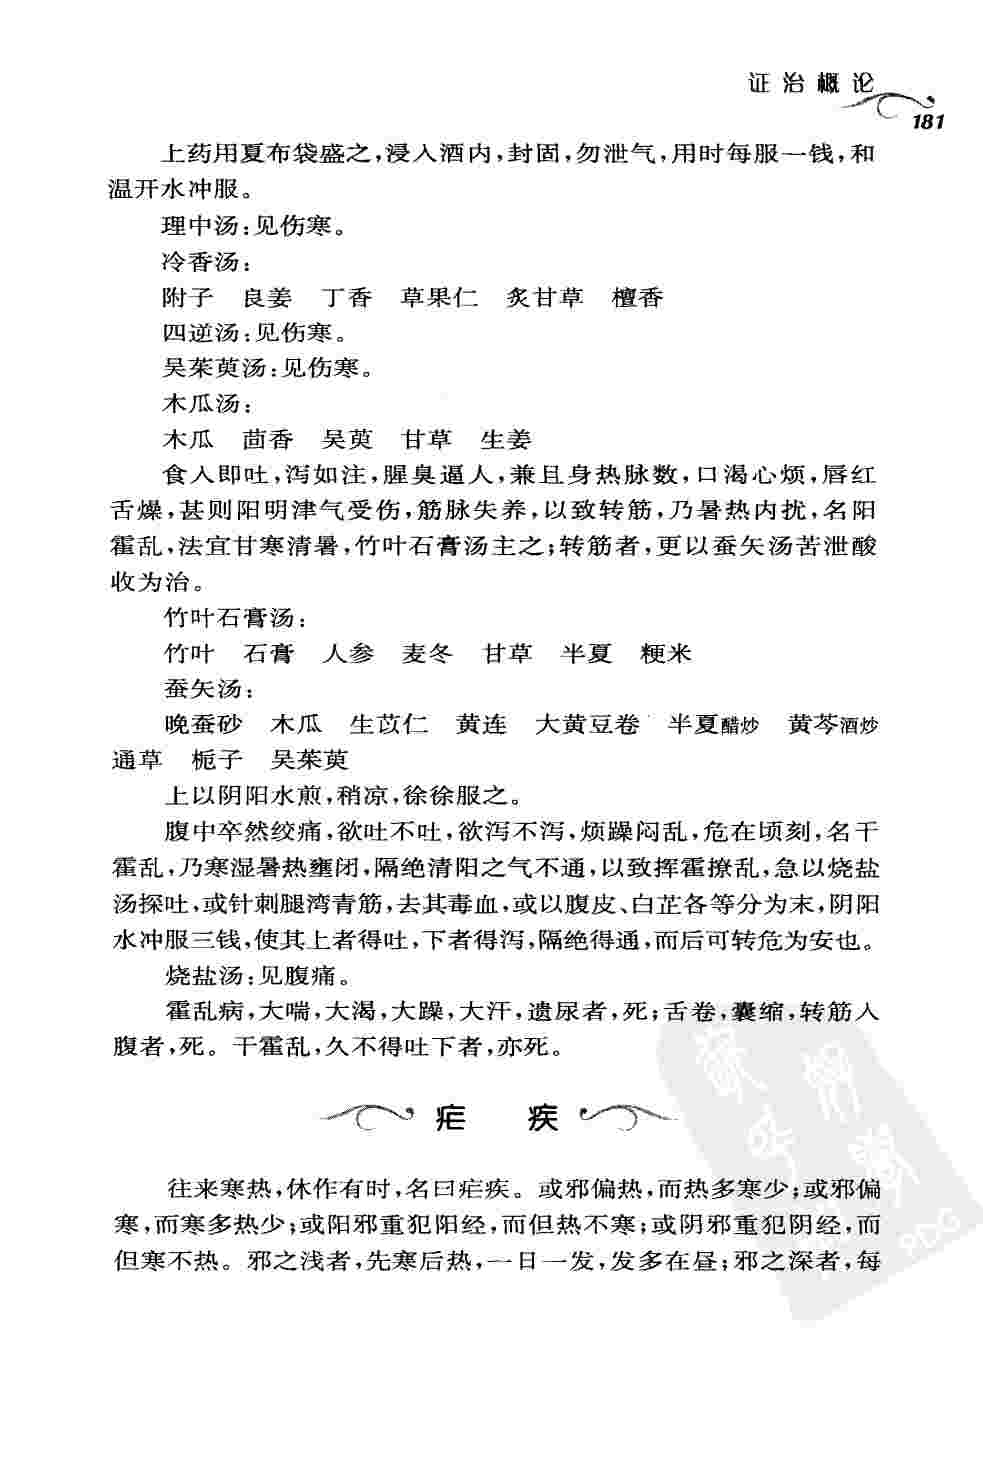 证治概论
181
上药用夏布袋盛之,浸入酒内,封固,勿泄气,用时每服一钱,和
温开水冲服。
理中汤:见伤寒。
冷香汤:
附子　良姜　丁香　草果仁　炙甘草　檀香
四逆汤:见伤寒。
吴茱萸汤:见伤寒。
木瓜汤:
木瓜　茴香　吴萸　甘草　生姜
食入即吐,泻如注,腥臭逼人,兼且身热脉数,口渴心烦,唇红
舌燥,甚则阳明津气受伤,筋脉失养,以致转筋,乃暑热内扰,名阳
霍乱,法宜甘寒清暑,竹叶石膏汤主之;转筋者,更以蚕矢汤苦泄酸
收为治。
竹叶石膏汤:
竹叶　石膏　人参　麦冬　甘草　半夏　粳米
蚕矢汤:
晚蚕砂　木瓜　生苡仁　黄连　大黄豆卷　半夏醋炒　黄芩酒炒
通草　栀子　吴茱萸
上以阴阳水煎,稍凉,徐徐服之。
腹中卒然绞痛,欲吐不吐,欲泻不泻,烦躁闷乱,危在顷刻,名干
霍乱,乃寒湿暑热壅闭,隔绝清阳之气不通,以致挥霍撩乱,急以烧盐
汤探吐,或针刺腿湾青筋,去其毒血,或以腹皮、白芷各等分为末,阴阳
水冲服三钱,使其上者得吐,下者得泻,隔绝得通,而后可转危为安也。
烧盐汤:见腹痛。
霍乱病,大喘,大渴,大躁,大汗,遗尿者,死;舌卷,囊缩,转筋入
腹者,死。干霍乱,久不得吐下者,亦死。
疟　疾
往来寒热,休作有时,名曰疟疾。或邪偏热,而热多寒少;或邪偏
寒,而寒多热少;或阳邪重犯阳经,而但热不寒;或阴邪重犯阴经,而
但寒不热。邪之浅者,先寒后热,一日一发,发多在昼;邪之深者,每
PDG